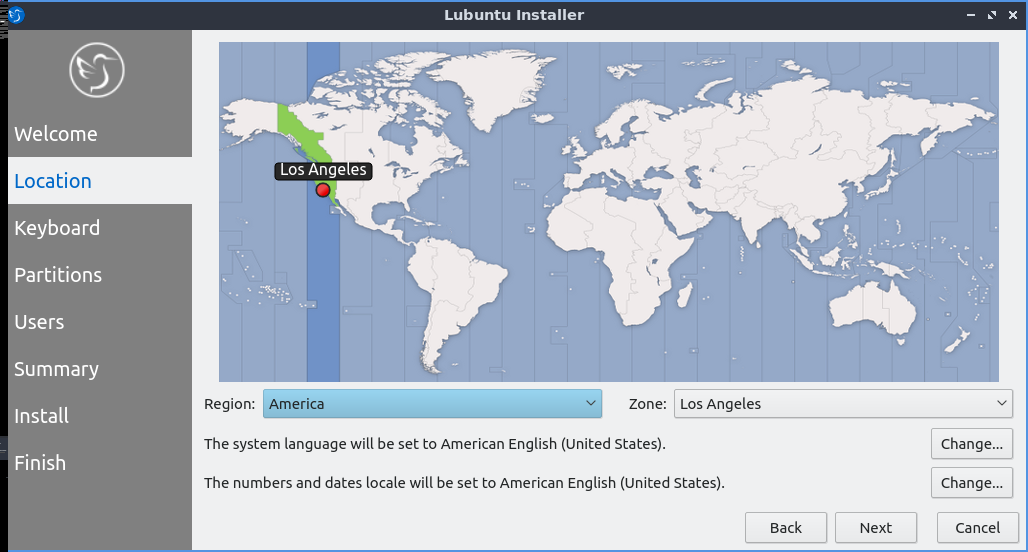 Lubuntu Installer
Welcome
Location
Keyboard
Partitions
Users
Summary
Install
Finish
Los Angeles
Region: America Zone: Los Angeles
The system language will be set to American English (United States). Change...
The numbers and dates locale will be set to American English (United States). Change...
Back Next Cancel